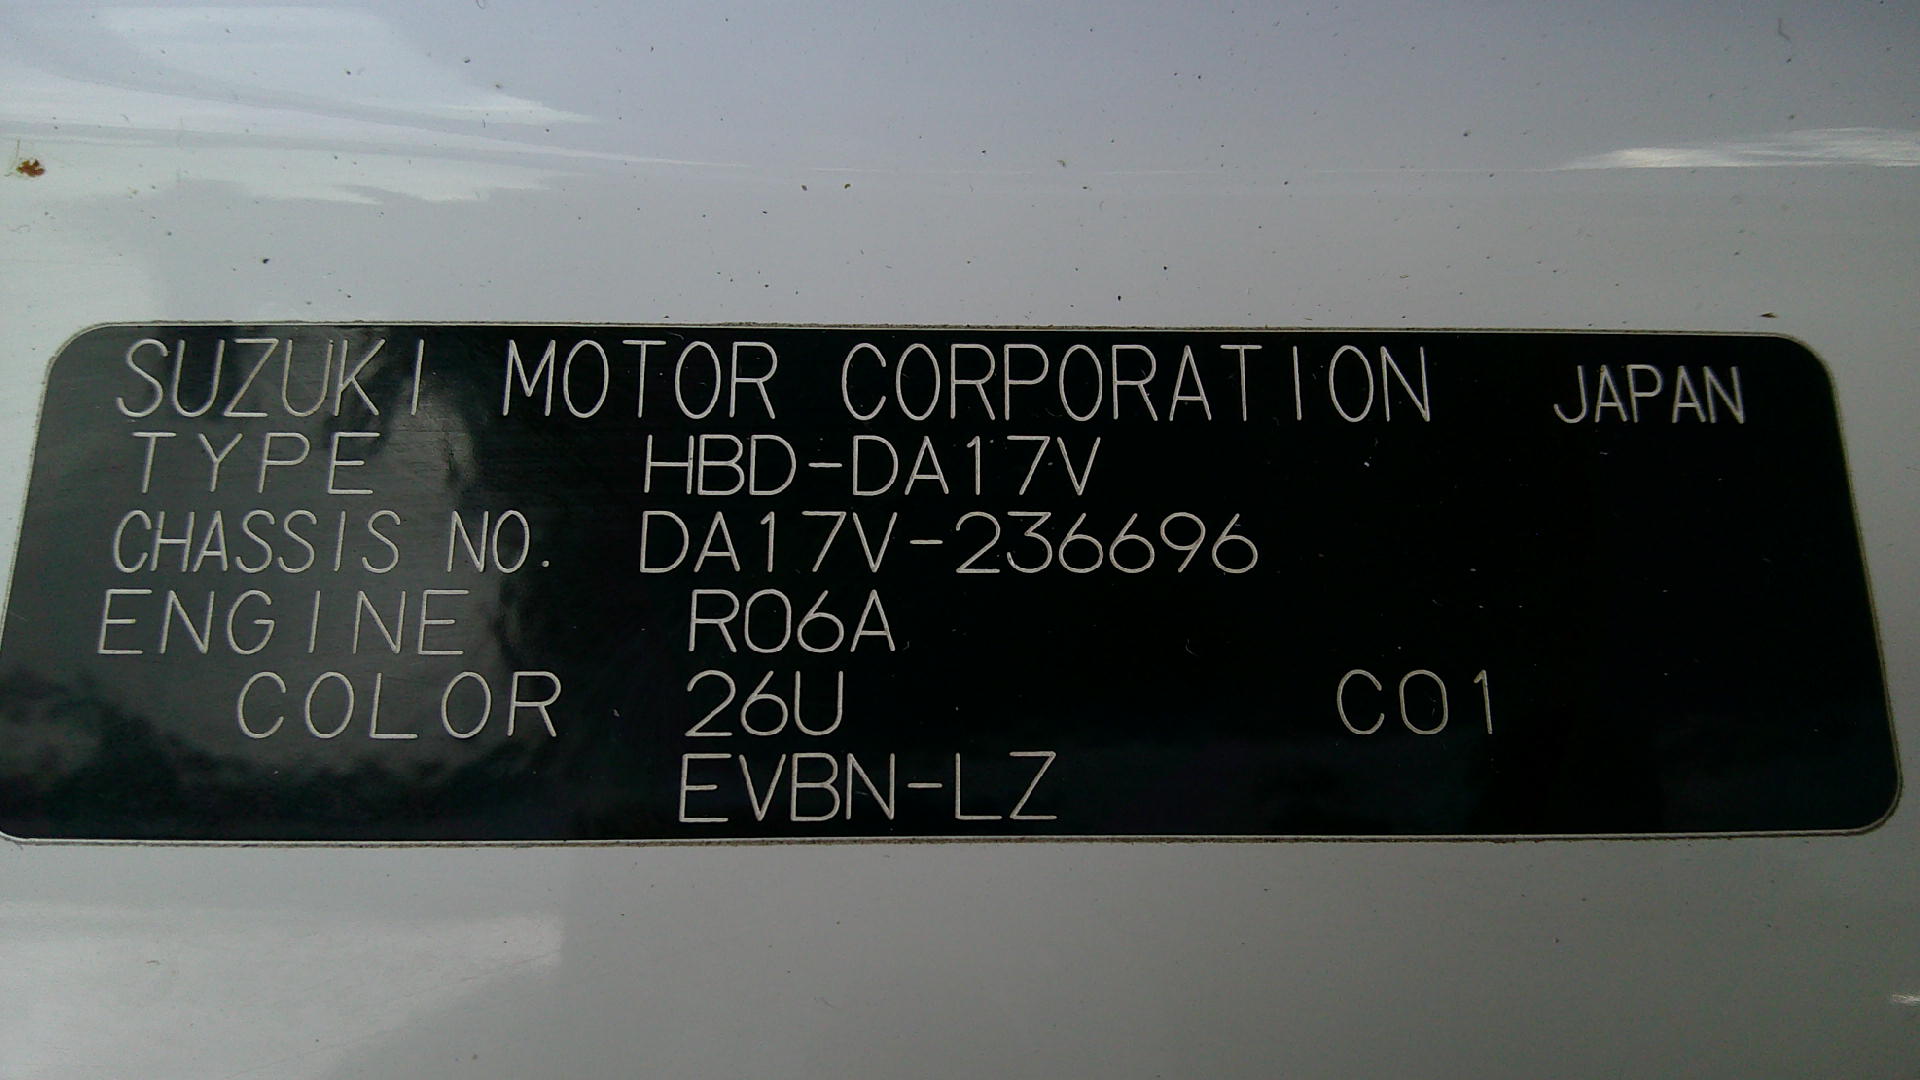 SUZUKI MOTOR CORPORATION JAPAN
TYPE HBD-DA17V
CHASSIS NO. DA17V-236696
ENGINE R06A
COLOR 26U C01
EVBN-LZ